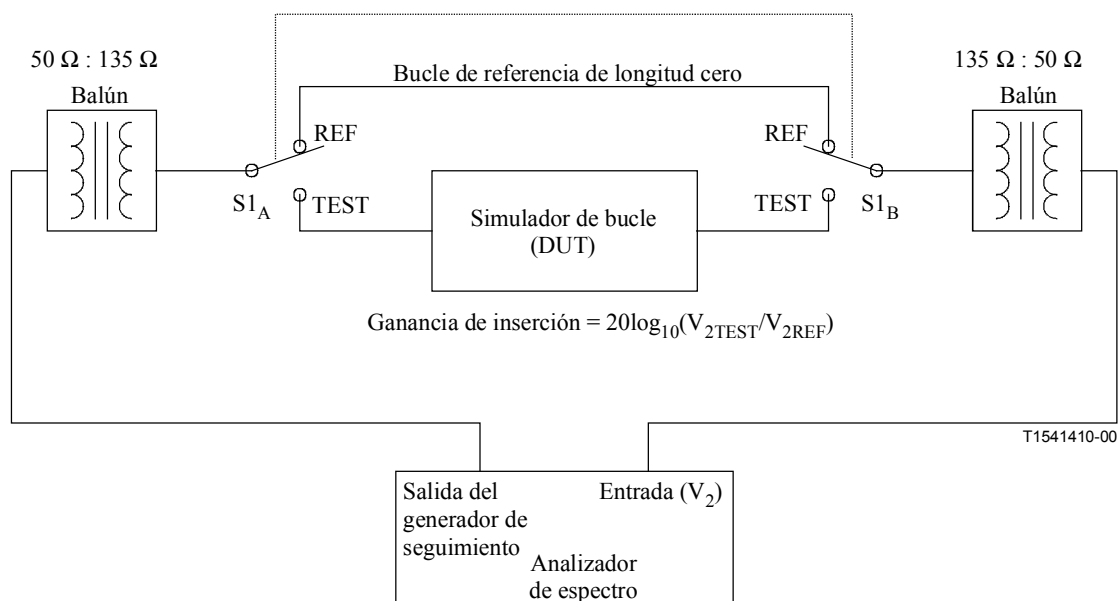 50 Ω : 135 Ω
Balún
Bucle de referencia de longitud cero
135 Ω : 50 Ω
Balún
REF
REF
S1A
TEST
Simulador de bucle
(DUT)
TEST
S1B
Ganancia de inserción = 20log10(V2TEST/V2REF)
T1541410-00
Salida del
generador de
seguimiento
Entrada (V2)
Analizador
de espectro